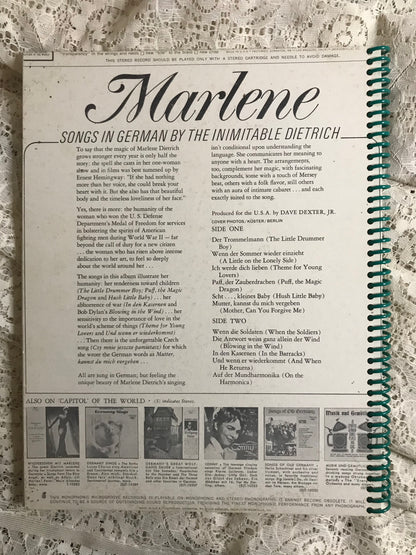 THIS STEREO RECORD SHOULD BE PLAYED ONLY WITH A STEREO CARTRIDGE AND NEEDLE TO AVOID DAMAGE.
Marlene
SONGS IN GERMAN BY THE INIMITABLE DIETRICH
To say that the magic of Marlene Dietrich
grows stronger every year is only half the
story: the spell she casts in her one-woman
show and in films was best summed by
Ernest Hemingway: "If she had nothing
more than her voice, she could break your
heart with it. But she also has that beautiful
body and the timeless loveliness of her face."
Yes, there is more: the humanity of the
woman who won the U. S. Defense
Department's Medal of Freedom for services
in bolstering the spirits of American
fighting men during World War II — far
beyond the call of duty for a new citizen
. . . the woman who has risen above intense
dedication to her art, to feel so deeply
about the world around her . . .
The songs in this album illustrate her
humanity: her tenderness toward children
(The Little Drummer Boy; Puff, the Magic
Dragon and Hush Little Baby) . . . her
abhorrence of war (In den Kasernen and
Bob Dylan's Blowing in the Wind) . . . her
sensitivity to the importance of love in the
world's scheme of things (Theme for Young
Lovers and Und wenn er wiederkommt)
. . . Then there is the unforgettable Czech
song (Czy mnie jeszcze pamietasz) for which
she wrote the German words as Mutter,
kannst du mich vergeben . . .
All are sung in German; but feeling the
unique beauty of Marlene Dietrich's singing
isn't conditional upon understanding the
language. She communicates her meaning to
anyone with a heart. The arrangements,
too, complement her magic, with fascinating
backgrounds, some with a touch of Mersey
beat, others with a folk flavor, still others
with an aura of intimate cabaret . . . and each
exactly suited to the song.
Produced for the U.S.A. by DAVE DEXTER, JR.
COVER PHOTOS/KÖSTER/BERLIN
SIDE ONE
Der Trommelmann (The Little Drummer
Boy)
Wenn der Sommer wieder einzieht
(A Little on the Lonely Side)
Ich werde dich lieben (Theme for Young
Lovers)
Paff, der Zauberdrachen (Puff, the Magic
Dragon)
Scht . . . , kleines Baby (Hush Little Baby)
Mutter, kannst du mich vergeben
(Mother, Can You Forgive Me)
SIDE TWO
Wenn die Soldaten (When the Soldiers)
Die Antwort weiss ganz allein der Wind
(Blowing in the Wind)
In den Kasernen (In the Barracks)
Und wenn er wiederkommt (And When
He Returns)
Auf der Mundharmonika (On the
Harmonica)
ALSO ON 'CAPITOL' OF THE WORLD • (S) indicates Stereo.